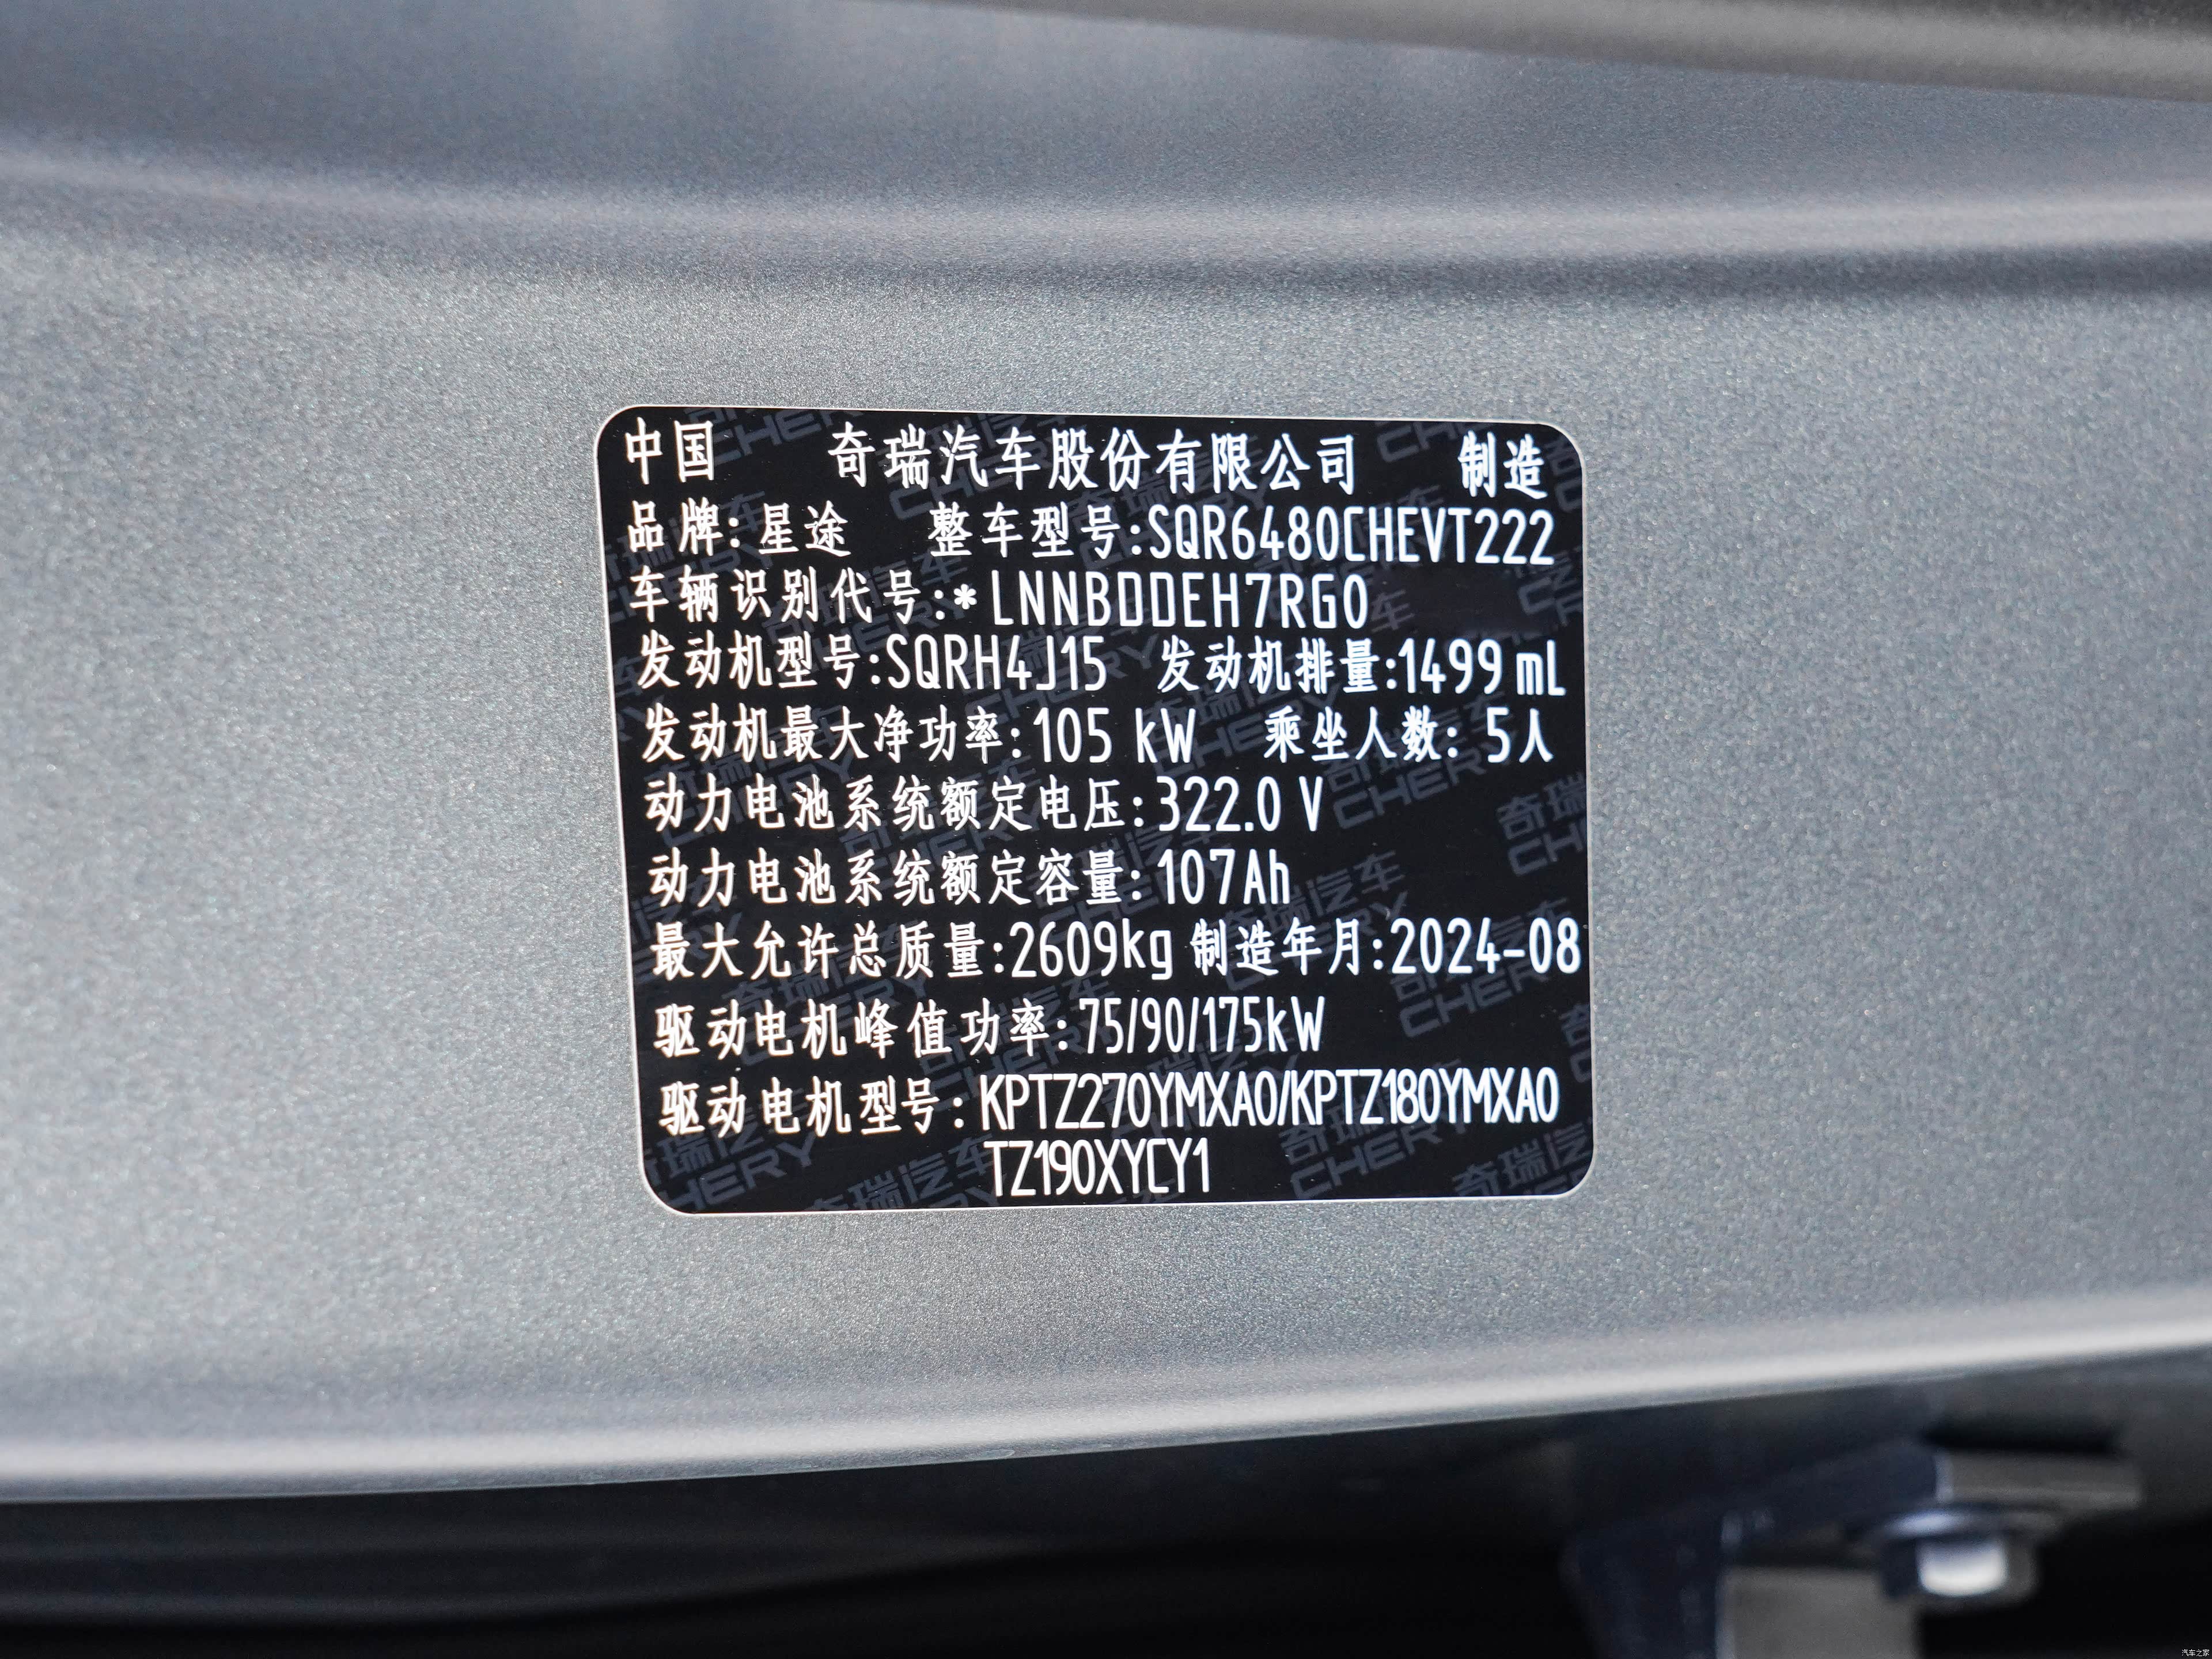 中国 奇瑞汽车股份有限公司 制造
品牌:星途 整车型号:SQR6480CHEVT222
车辆识别代号:*LNNBDDEH7RG0
发动机型号:SQRH4J15 发动机排量:1499mL
发动机最大净功率:105 kW 乘坐人数: 5人
动力电池系统额定电压:322.0 V
动力电池系统额定容量: 107Ah
最大允许总质量:2609kg 制造年月:2024-08
驱动电机峰值功率:75/90/175kW
驱动电机型号: KPTZ270YMXA0/KPTZ180YMXA0
TZ190XYCY1
汽车之家